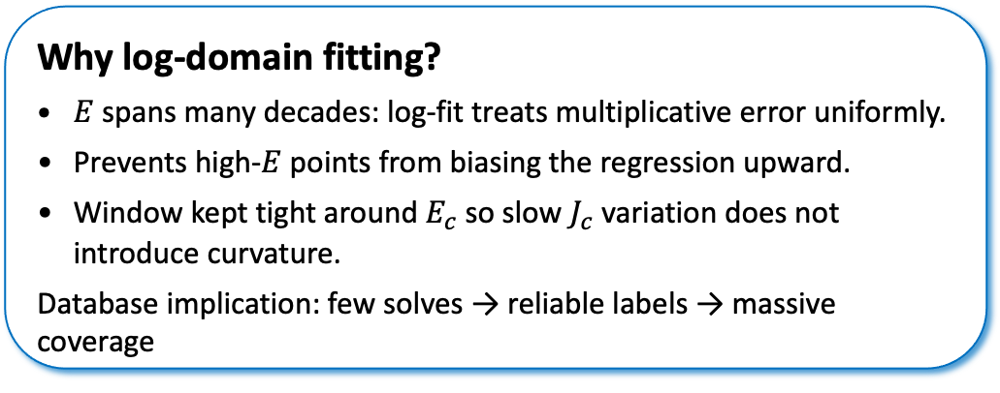 Why log-domain fitting?
• E spans many decades: log-fit treats multiplicative error uniformly.
• Prevents high-E points from biasing the regression upward.
• Window kept tight around E_c so slow J_c variation does not
introduce curvature.
Database implication: few solves → reliable labels → massive
coverage